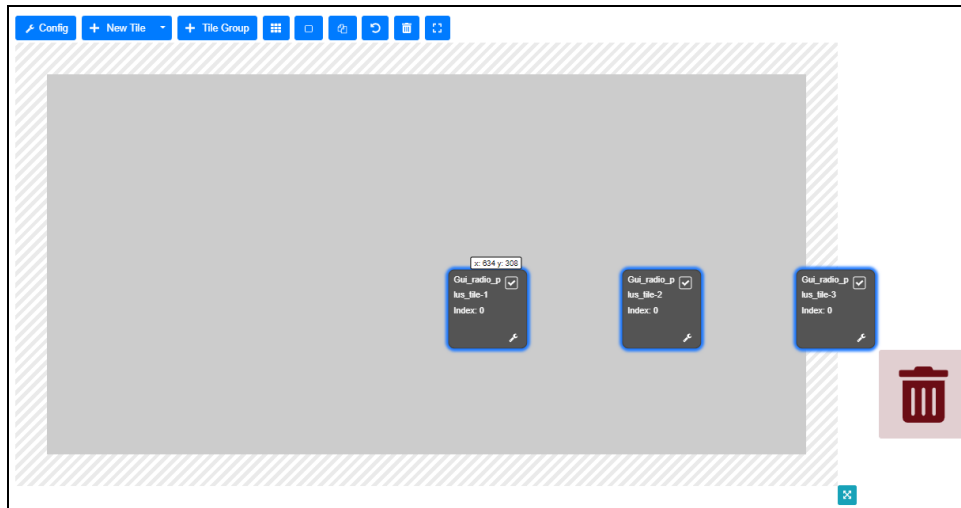 Config
New Tile
Tile Group
x: 634 y: 308
Gui_radio_p
lus_tile-1
Index: 0
Gui_radio_p
lus_tile-2
Index: 0
Gui_radio_p
lus_tile-3
Index: 0